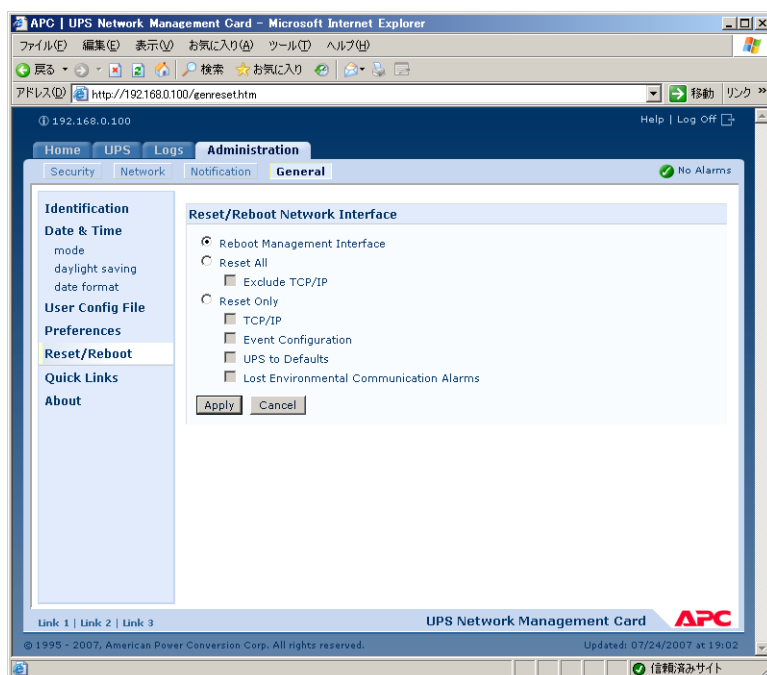 APC | UPS Network Management Card - Microsoft Internet Explorer
ファイル(F) 編集(E) 表示(V) お気に入り(A) ツール(T) ヘルプ(H)
戻る 検索 お気に入り
アドレス(D) http://192.168.0.100/genreset.htm 移動 リンク »
192.168.0.100 Help | Log Off
Home UPS Logs Administration
Security Network Notification General No Alarms
Identification
Date & Time
mode
daylight saving
date format
User Config File
Preferences
Reset/Reboot
Quick Links
About
Reset/Reboot Network Interface
Reboot Management Interface
Reset All
Exclude TCP/IP
Reset Only
TCP/IP
Event Configuration
UPS to Defaults
Lost Environmental Communication Alarms
Apply Cancel
Link 1 | Link 2 | Link 3 UPS Network Management Card APC
© 1995 - 2007, American Power Conversion Corp. All rights reserved. Updated: 07/24/2007 at 19:02
信頼済みサイト